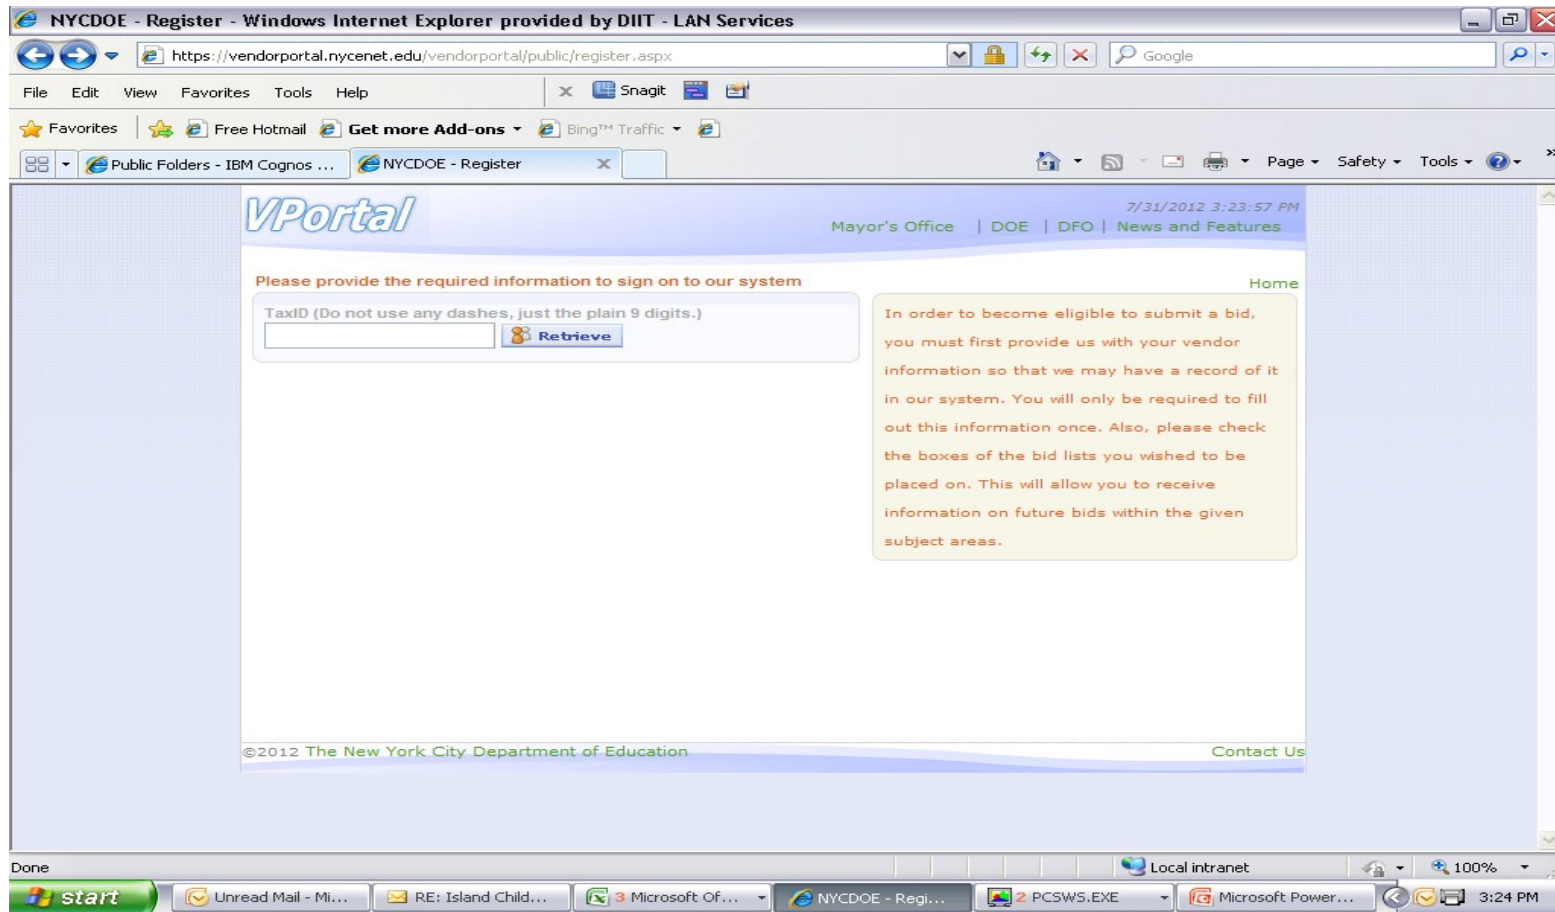 NYCDOE - Register - Windows Internet Explorer provided by DIIT - LAN Services
https://vendorportal.nycenet.edu/vendorportal/public/register.aspx
Google
File Edit View Favorites Tools Help
Snagit
Favorites Free Hotmail Get more Add-ons Bing™ Traffic
Public Folders - IBM Cognos ... NYCDOE - Register
Page Safety Tools
VPortal
7/31/2012 3:23:57 PM
Mayor's Office | DOE | DFO | News and Features
Please provide the required information to sign on to our system
Home
TaxID (Do not use any dashes, just the plain 9 digits.)
Retrieve
In order to become eligible to submit a bid,
you must first provide us with your vendor
information so that we may have a record of it
in our system. You will only be required to fill
out this information once. Also, please check
the boxes of the bid lists you wished to be
placed on. This will allow you to receive
information on future bids within the given
subject areas.
©2012 The New York City Department of Education
Contact Us
Done
Local intranet
100%
start
Unread Mail - Mi...
RE: Island Child...
3 Microsoft Of...
NYCDOE - Regi...
2 PCSWS.EXE
Microsoft Power...
3:24 PM